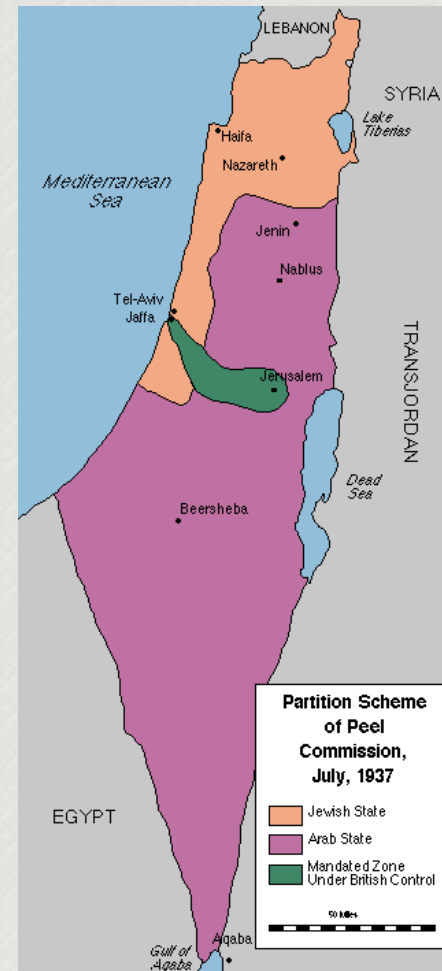 LEBANON
SYRIA
Lake
Tiberias
Haifa
Nazareth
Mediterranean
Sea
Jenin
Nablus
Tel-Aviv
Jaffa
Jerusalem
TRANSJORDAN
Dead
Sea
Beersheba
Partition Scheme
of Peel
Commission,
July, 1937
Jewish State
Arab State
Mandated Zone
Under British Control
50 Miles
EGYPT
Gulf of
Aqaba
Aqaba